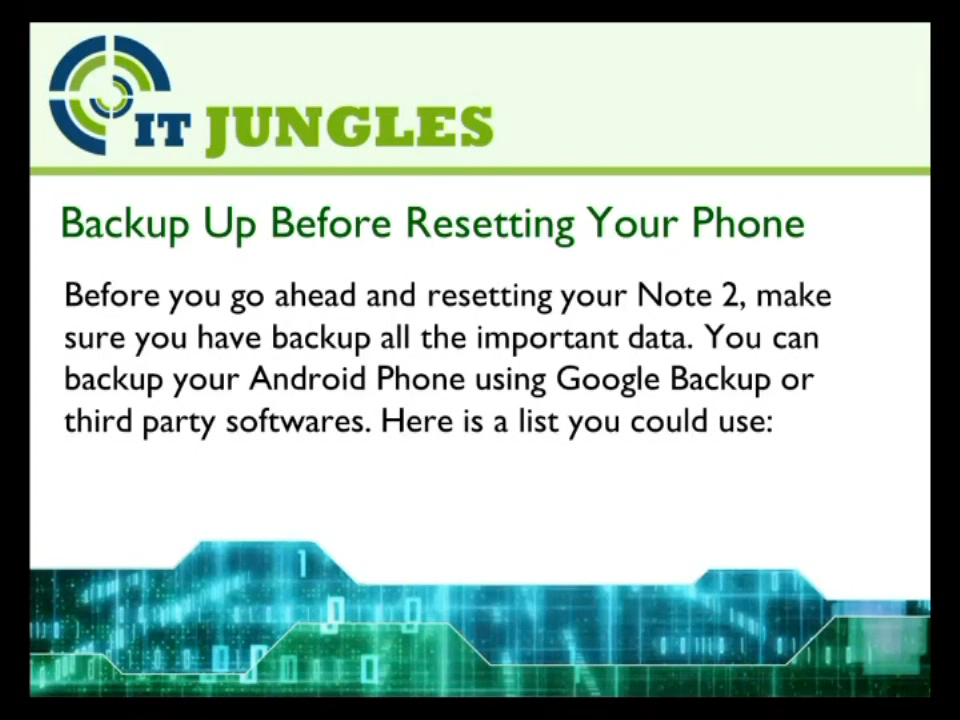 IT JUNGLES
Backup Up Before Resetting Your Phone
Before you go ahead and resetting your Note 2, make
sure you have backup all the important data. You can
backup your Android Phone using Google Backup or
third party softwares. Here is a list you could use: